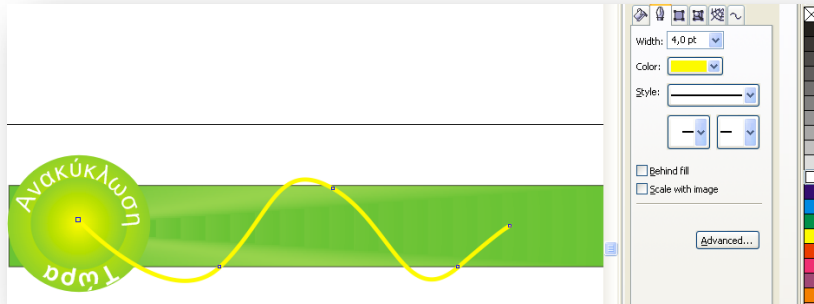 Width: 4,0 pt
Color:
Style:
Behind fill
Scale with image
Advanced...
Ανακύκλωση
Τώρα